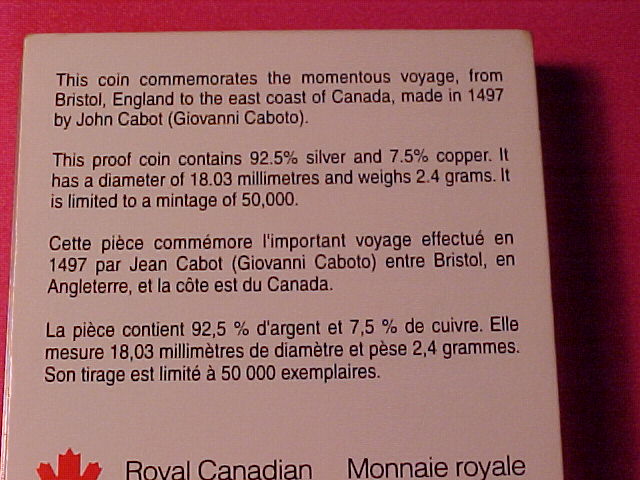 This coin commemorates the momentous voyage, from
Bristol, England to the east coast of Canada, made in 1497
by John Cabot (Giovanni Caboto).
This proof coin contains 92.5% silver and 7.5% copper. It
has a diameter of 18.03 millimetres and weighs 2.4 grams. It
is limited to a mintage of 50,000.
Cette pièce commémore l'important voyage effectué en
1497 par Jean Cabot (Giovanni Caboto) entre Bristol, en
Angleterre, et la côte est du Canada.
La pièce contient 92,5 % d'argent et 7,5 % de cuivre. Elle
mesure 18,03 millimètres de diamètre et pèse 2,4 grammes.
Son tirage est limité à 50 000 exemplaires.
Royal Canadian Monnaie royale